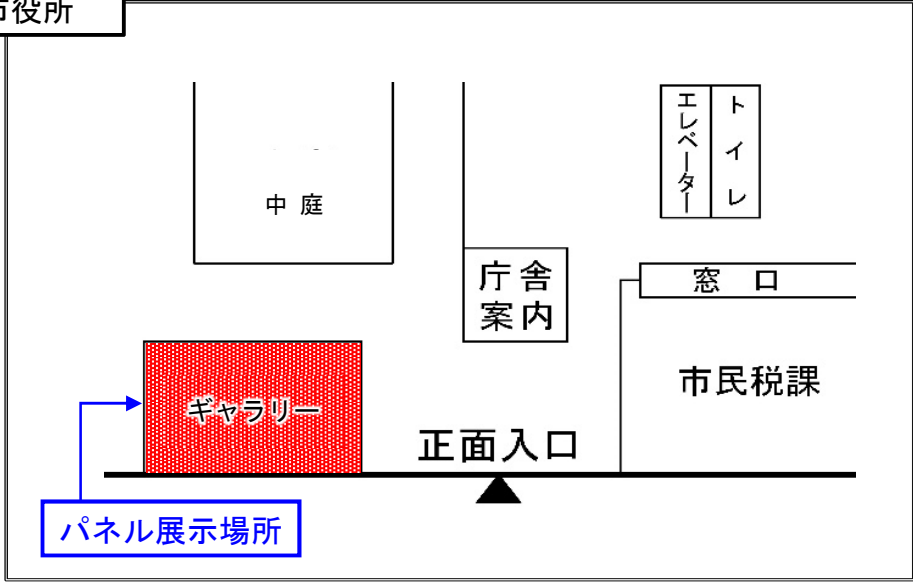 市役所
エレベーター
トイレ
中庭
庁舎
案内
窓口
市民税課
ギャラリー
正面入口
パネル展示場所